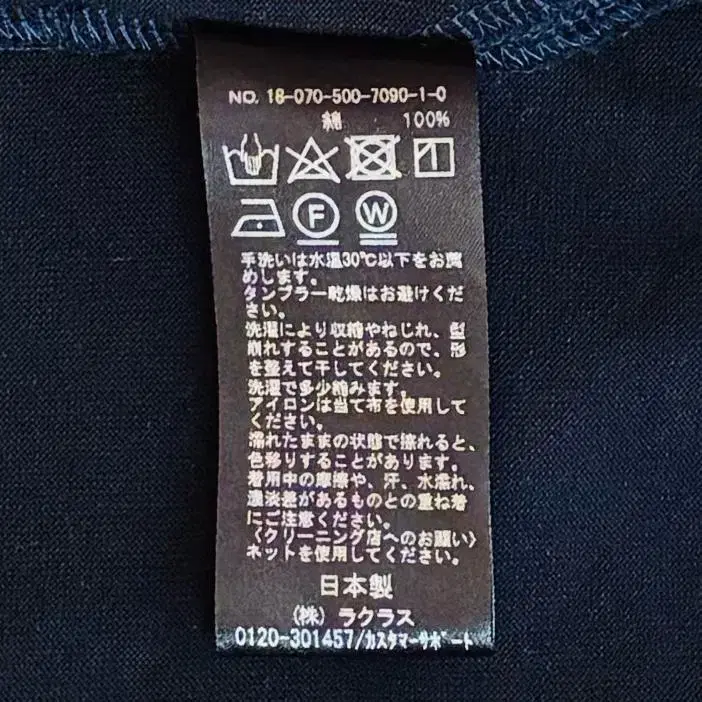 NO. 18-070-500-7090-1-0
綿 100%
F W
手洗いは水温30℃以下をお薦
めします。
タンブラー乾燥はお避けくだ
さい。
洗濯により収縮やねじれ、型
崩れすることがあるので、形
を整えて干してください。
洗濯で多少縮みます。
アイロンは当て布を使用して
ください。
濡れたままの状態で擦れると、
色移りすることがあります。
着用中の摩擦や、汗、水濡れ、
濃淡差があるものとの重ね着
にご注意ください。
〈クリーニング店へのお願い〉
ネットを使用してください。
日本製
(株) ラクラス
0120-301457/カスタマーサポート